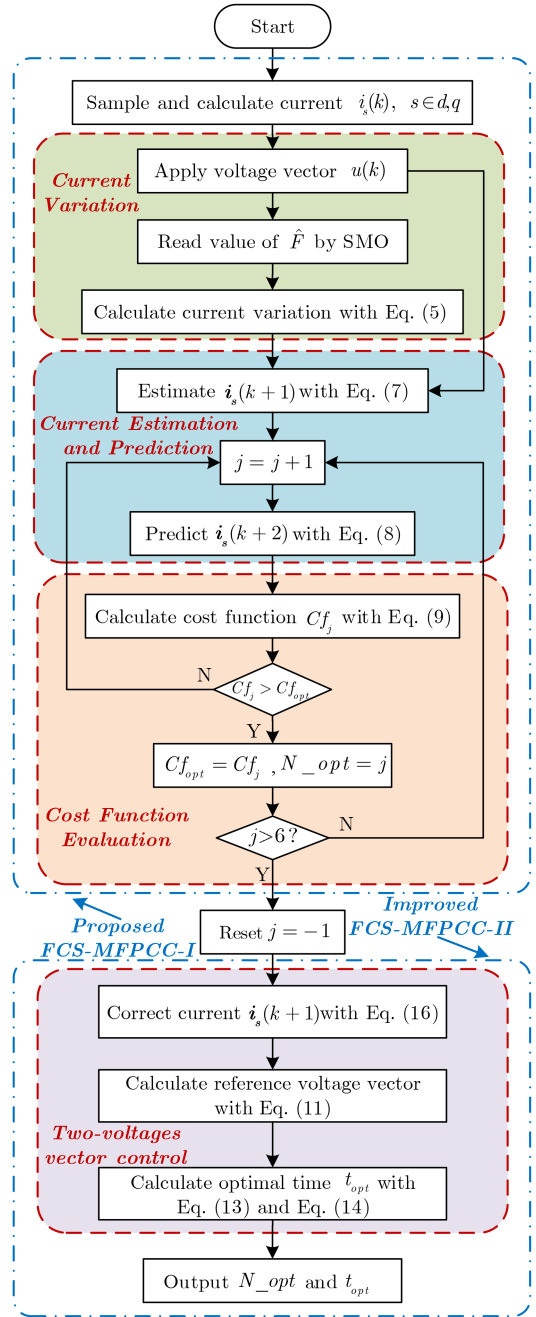 Start
Sample and calculate current i_s(k), s∈d,q
Current
Variation
Apply voltage vector u(k)
Read value of F̂ by SMO
Calculate current variation with Eq. (5)
Estimate i_s(k+1) with Eq. (7)
Current Estimation
and Prediction
j = j + 1
Predict i_s(k+2) with Eq. (8)
Calculate cost function Cf_j with Eq. (9)
N
Cf_j > Cf_opt
Y
Cf_opt = Cf_j , N_opt = j
Cost Function
Evaluation
j>6?
N
Y
Proposed
FCS-MFPCC-I
Reset j = −1
Improved
FCS-MFPCC-II
Correct current i_s(k+1) with Eq. (16)
Calculate reference voltage vector
with Eq. (11)
Two-voltages
vector control
Calculate optimal time t_opt with
Eq. (13) and Eq. (14)
Output N_opt and t_opt